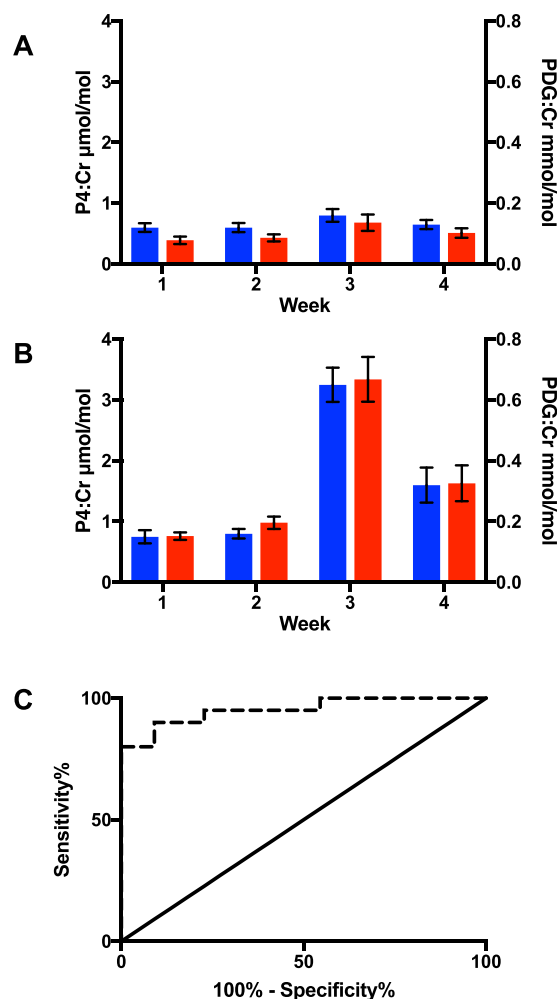 A
P4:Cr µmol/mol
4
3
2
1
0
0.8
0.6
0.4
0.2
0.0
PDG:Cr mmol/mol
1 2 3 4
Week
B
P4:Cr µmol/mol
4
3
2
1
0
0.8
0.6
0.4
0.2
0.0
PDG:Cr mmol/mol
1 2 3 4
Week
C
Sensitivity%
100
50
0
0 50 100
100% - Specificity%